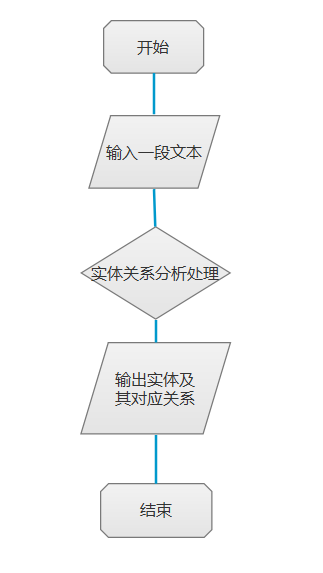 开始
输入一段文本
实体关系分析处理
输出实体及
其对应关系
结束